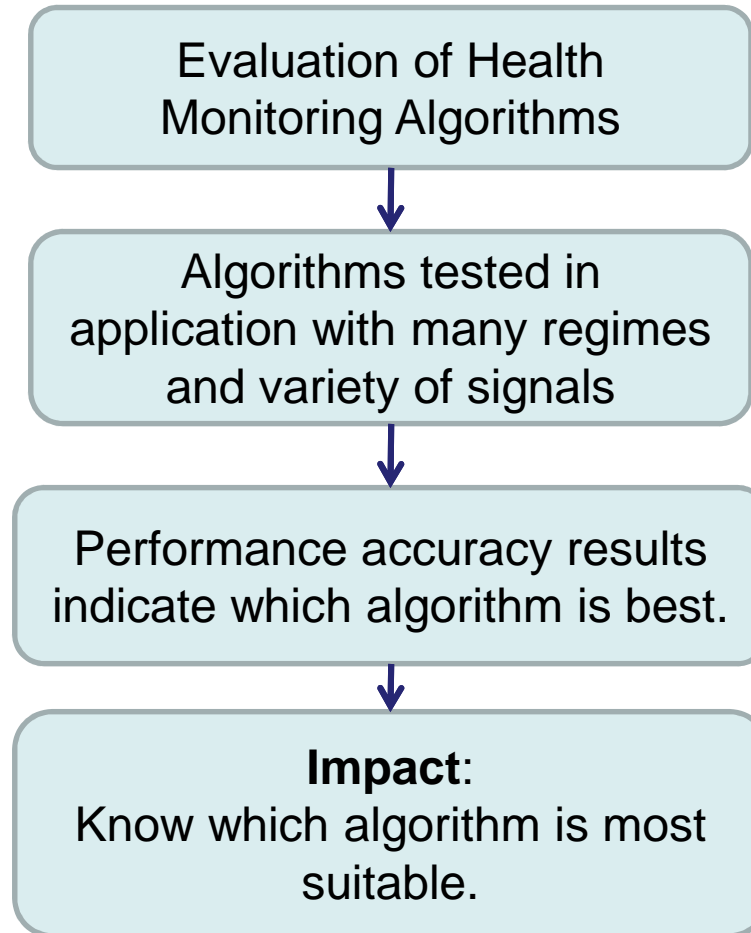 Evaluation of Health
Monitoring Algorithms
Algorithms tested in
application with many regimes
and variety of signals
Performance accuracy results
indicate which algorithm is best.
Impact:
Know which algorithm is most
suitable.